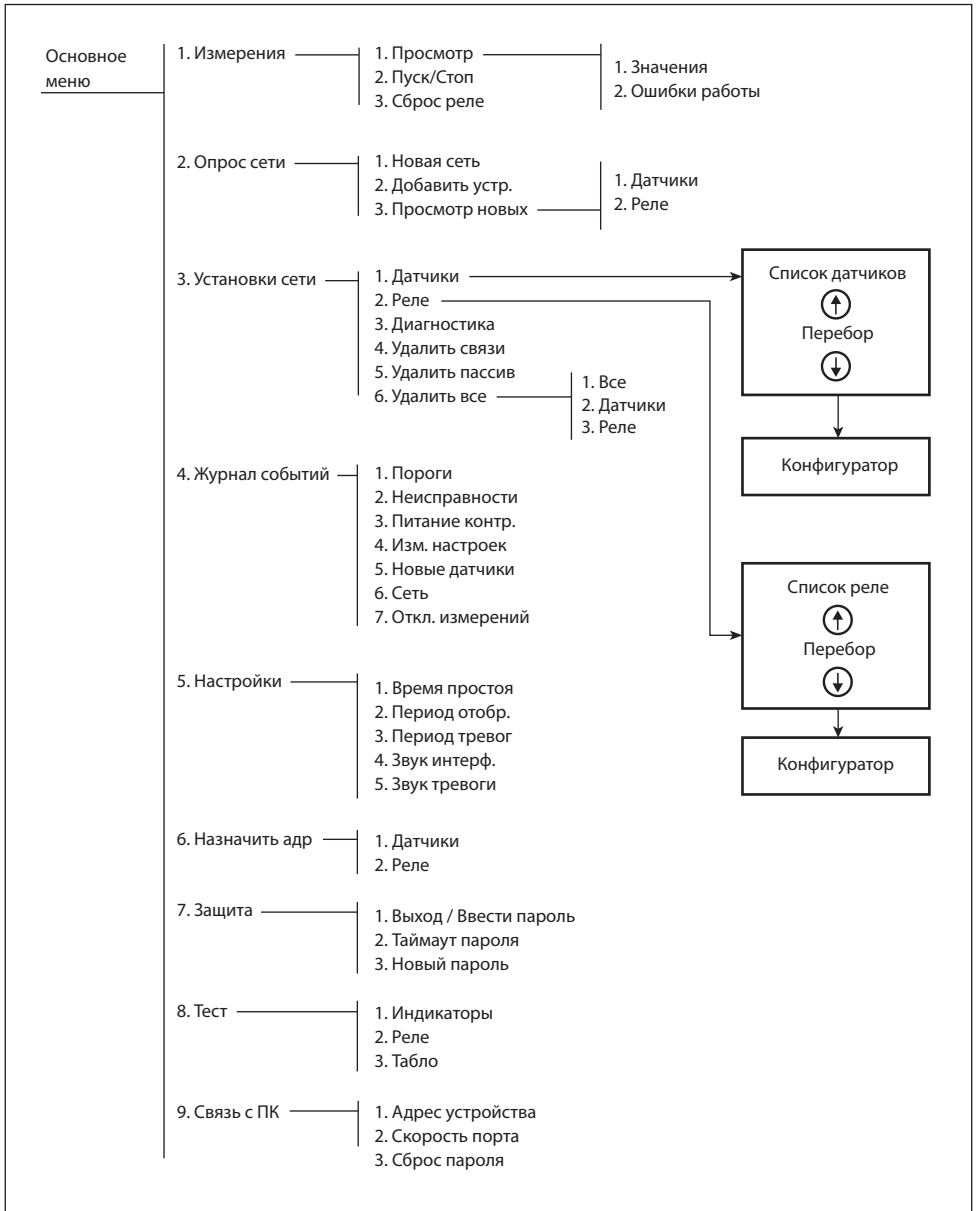 Основное
меню
1. Измерения
1. Просмотр
2. Пуск/Стоп
3. Сброс реле
1. Значения
2. Ошибки работы
2. Опрос сети
1. Новая сеть
2. Добавить устр.
3. Просмотр новых
1. Датчики
2. Реле
3. Установки сети
1. Датчики
2. Реле
3. Диагностика
4. Удалить связи
5. Удалить пассив
6. Удалить все
1. Все
2. Датчики
3. Реле
Список датчиков
Перебор
Конфигуратор
4. Журнал событий
1. Пороги
2. Неисправности
3. Питание контр.
4. Изм. настроек
5. Новые датчики
6. Сеть
7. Откл. измерений
Список реле
Перебор
Конфигуратор
5. Настройки
1. Время простоя
2. Период отобр.
3. Период тревог
4. Звук интерф.
5. Звук тревоги
6. Назначить адр
1. Датчики
2. Реле
7. Защита
1. Выход / Ввести пароль
2. Таймаут пароля
3. Новый пароль
8. Тест
1. Индикаторы
2. Реле
3. Табло
9. Связь с ПК
1. Адрес устройства
2. Скорость порта
3. Сброс пароля